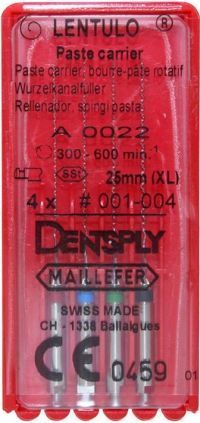 LENTULO ®
Paste carrier
Paste carrier, bourre-pâte rotatif
Wurzelkanalfüller
Rellenador, spingi pasta
A 0022
300 - 600 min.-1
SSt 25mm (XL)
4 x # 001-004
DENTSPLY
MAILLEFER
SWISS MADE
CH - 1338 Ballaigues
CE 0459
01